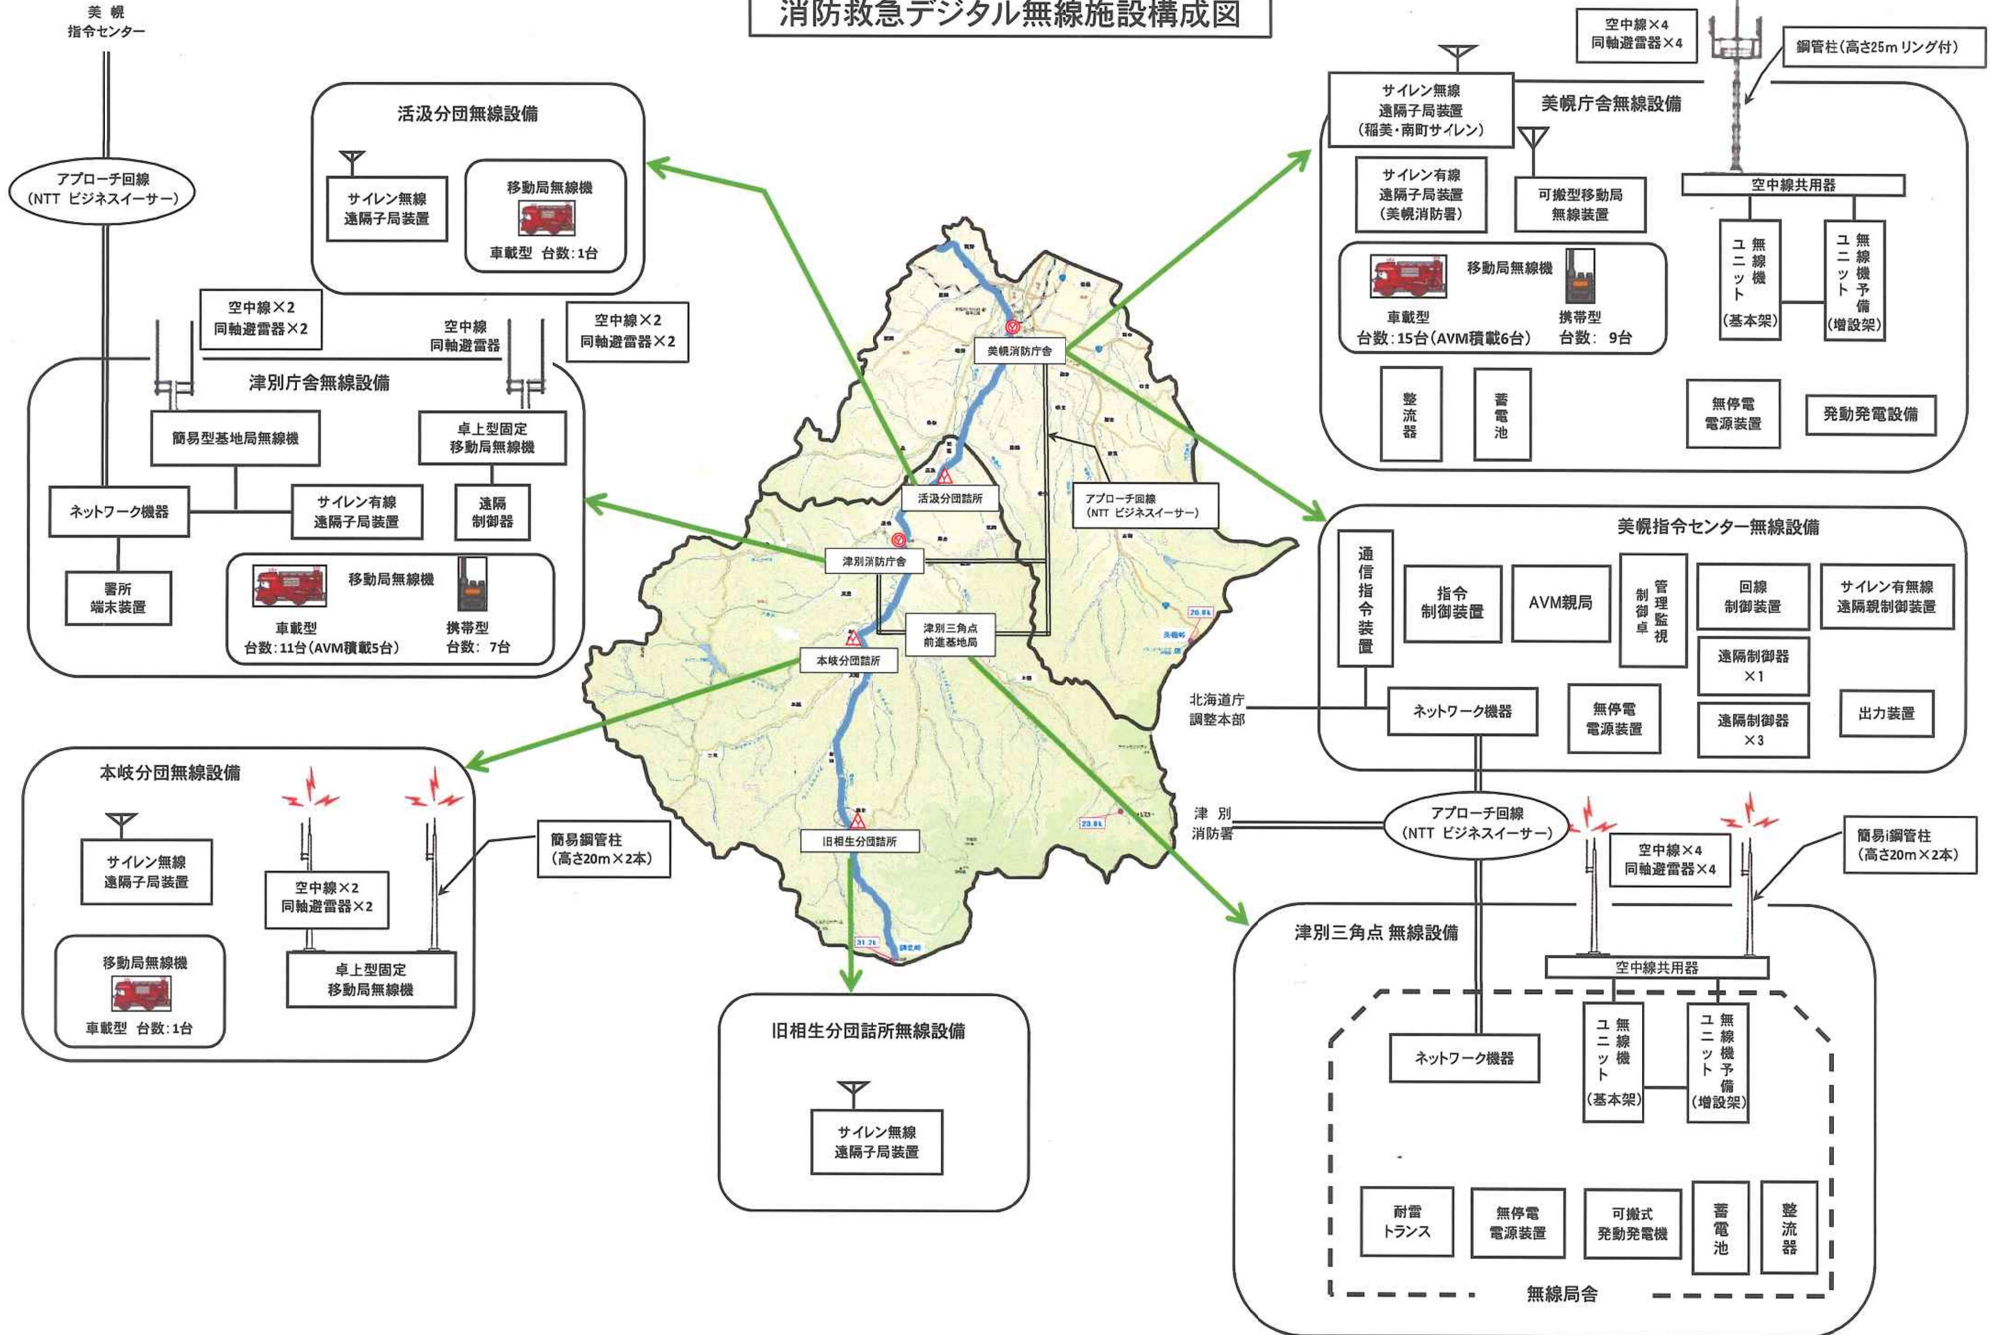 消防救急デジタル無線施設構成図
美 幌
指令センター
アプローチ回線
(NTT ビジネスイーサー)
活汲分団無線設備
サイレン無線
遠隔子局装置
移動局無線機
車載型 台数:1台
空中線×2
同軸避雷器×2
空中線
同軸避雷器
空中線×2
同軸避雷器×2
津別庁舎無線設備
簡易型基地局無線機
卓上型固定
移動局無線機
ネットワーク機器
サイレン有線
遠隔子局装置
遠隔
制御器
署所
端末装置
移動局無線機
車載型
台数:11台(AVM積載5台)
携帯型
台数: 7台
本岐分団無線設備
サイレン無線
遠隔子局装置
空中線×2
同軸避雷器×2
簡易鋼管柱
(高さ20m×2本)
移動局無線機
車載型 台数:1台
卓上型固定
移動局無線機
美幌消防庁舎
活汲分団詰所
アプローチ回線
(NTT ビジネスイーサー)
津別消防庁舎
津別三角点
前進基地局
本岐分団詰所
旧相生分団詰所
26.8k
美幌峠
23.8k
31.2k
旧相生分団詰所無線設備
サイレン無線
遠隔子局装置
空中線×4
同軸避雷器×4
鋼管柱(高さ25m リング付)
サイレン無線
遠隔子局装置
(稲美・南町サイレン)
美幌庁舎無線設備
サイレン有線
遠隔子局装置
(美幌消防署)
可搬型移動局
無線装置
空中線共用器
無線機
ユニット
(基本架)
無線機予備
ユニット
(増設架)
移動局無線機
車載型
台数:15台(AVM積載6台)
携帯型
台数: 9台
整流器
蓄電池
無停電
電源装置
発動発電設備
美幌指令センター無線設備
通信指令装置
指令
制御装置
AVM親局
管理監視
制御卓
回線
制御装置
サイレン有無線
遠隔親制御装置
遠隔制御器
×1
北海道庁
調整本部
ネットワーク機器
無停電
電源装置
遠隔制御器
×3
出力装置
津 別
消防署
アプローチ回線
(NTT ビジネスイーサー)
空中線×4
同軸避雷器×4
簡易i鋼管柱
(高さ20m×2本)
津別三角点 無線設備
空中線共用器
ネットワーク機器
無線機
ユニット
(基本架)
無線機予備
ユニット
(増設架)
耐雷
トランス
無停電
電源装置
可搬式
発動発電機
蓄電池
整流器
無線局舎